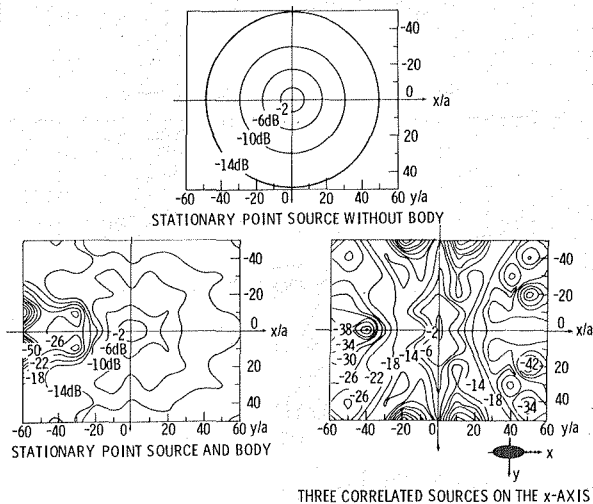 -40
-20
0
x/a
-2
-6dB
20
-10dB
-14dB
40
-60 -40 -20 0 20 40 60 y/a
STATIONARY POINT SOURCE WITHOUT BODY
-40
-20
0
x/a
-2
-26
-6dB
-50
-22
-10dB
20
-18
-14dB
40
-60 -40 -20 0 20 40 60 y/a
STATIONARY POINT SOURCE AND BODY
-40
-20
0
x/a
-38
-2
-34
-14 -6
-30
-18
-42
20
-26
-22
-14
-26
-18
40
-34
-60 -40 -20 0 20 40 60 y/a
x
y
THREE CORRELATED SOURCES ON THE x-AXIS